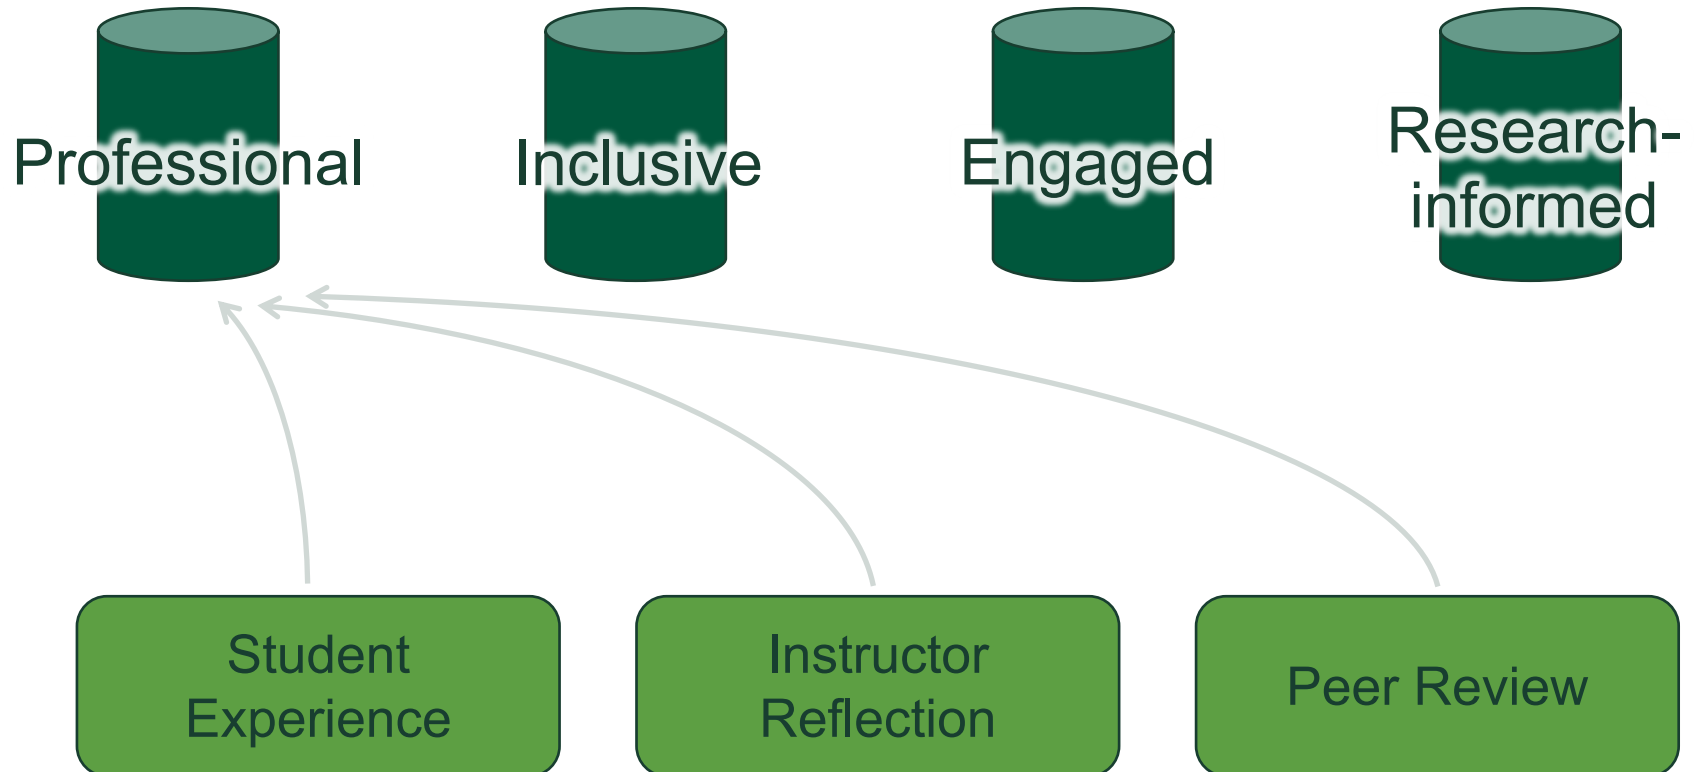 Professional
Inclusive
Engaged
Research-
informed
Student
Experience
Instructor
Reflection
Peer Review